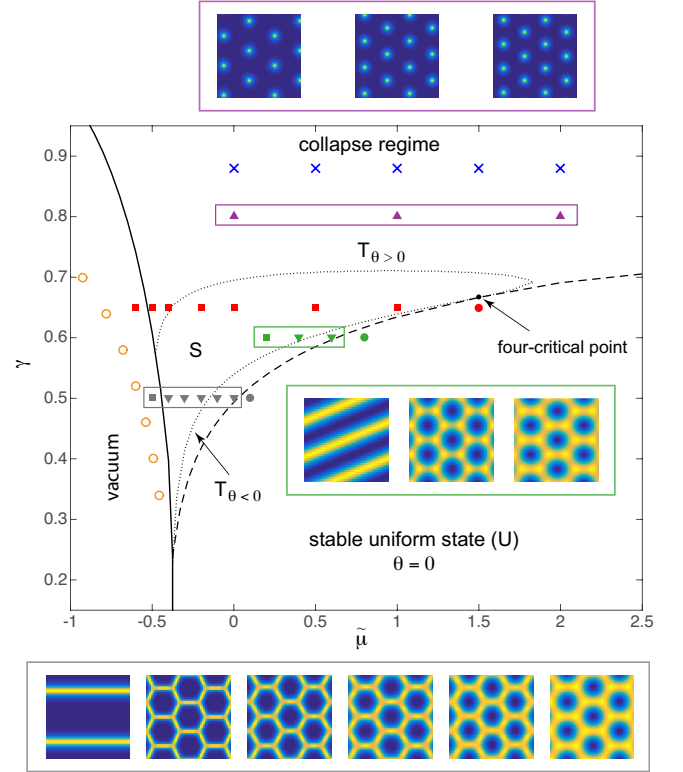 collapse regime
0.9
0.8
T θ > 0
0.7
0.6
S
four-critical point
γ
0.5
0.4
vacuum
T θ < 0
0.3
stable uniform state (U)
θ = 0
0.2
-1 -0.5 0 0.5 1 1.5 2 2.5
μ̃